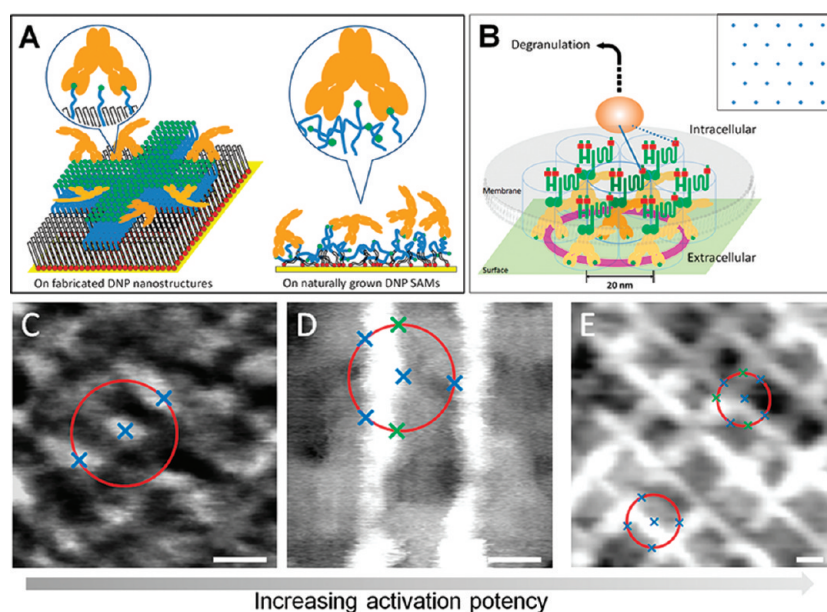 A
On fabricated DNP nanostructures
On naturally grown DNP SAMs
B
Degranulation
Intracellular
Membrane
Extracellular
Surface
20 nm
C
D
E
Increasing activation potency